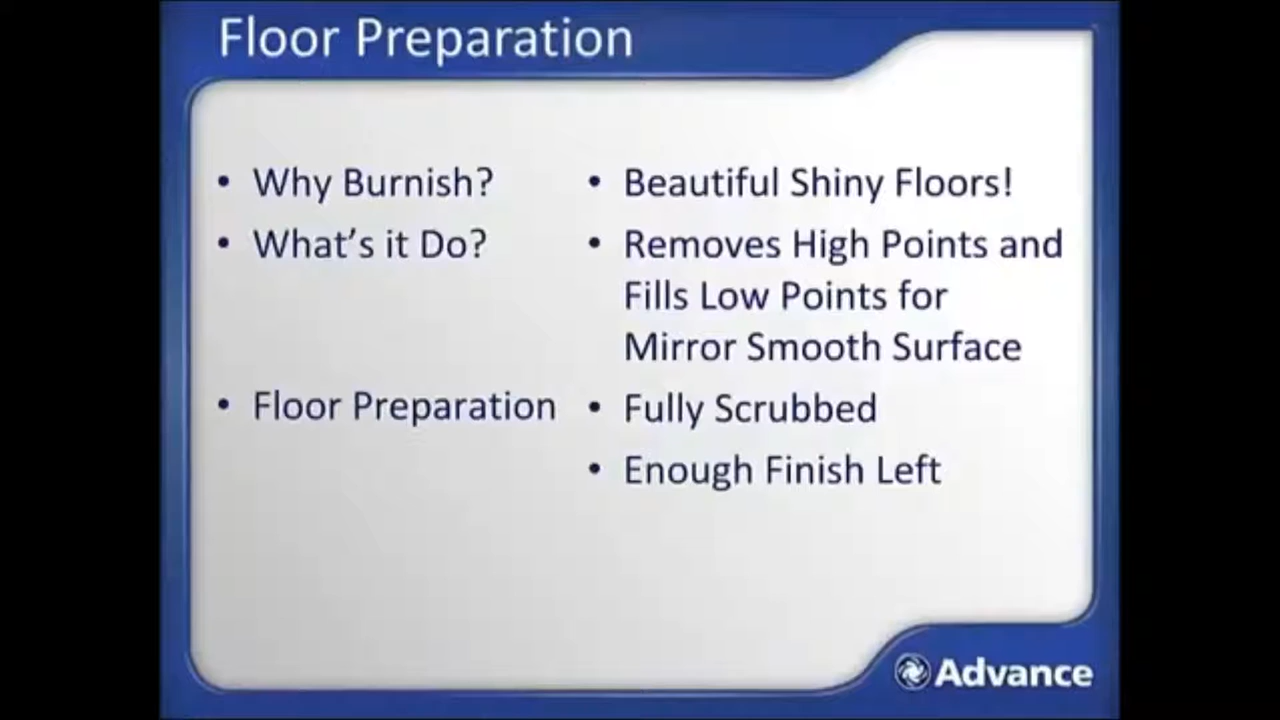 Floor Preparation
• Why Burnish?
• Beautiful Shiny Floors!
• What's it Do?
• Removes High Points and
Fills Low Points for
Mirror Smooth Surface
• Floor Preparation
• Fully Scrubbed
• Enough Finish Left
Advance